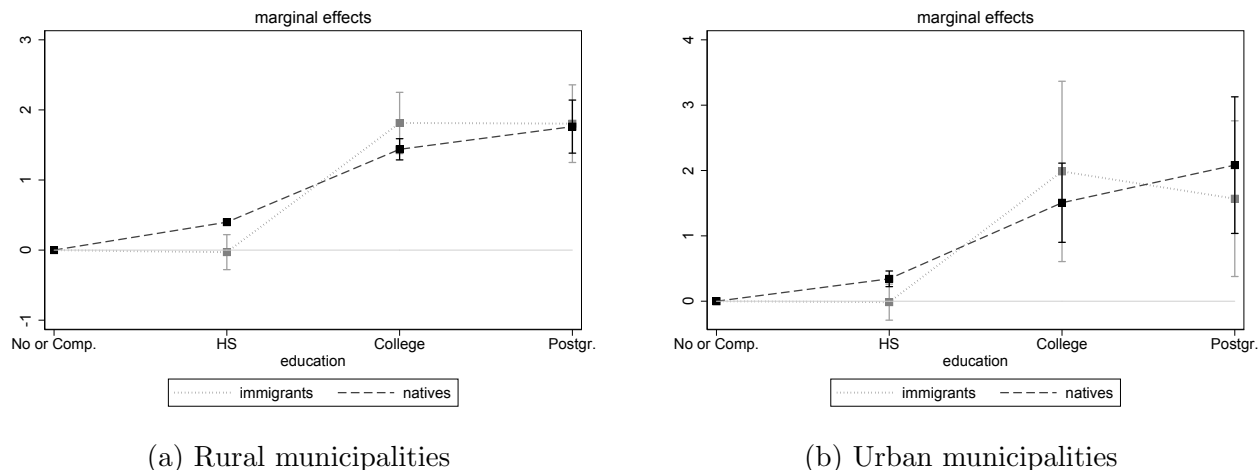 marginal effects
3
2
1
0
-1
No or Comp. HS College Postgr.
education
immigrants natives
(a) Rural municipalities
marginal effects
4
3
2
1
0
No or Comp. HS College Postgr.
education
immigrants natives
(b) Urban municipalities